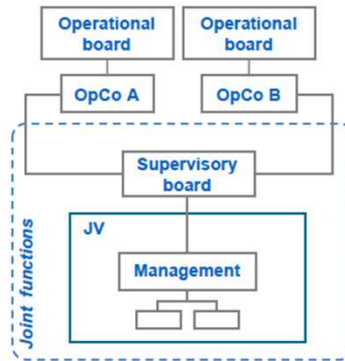 Operational
board
Operational
board
OpCo A
OpCo B
Supervisory
board
JV
Management
Joint functions